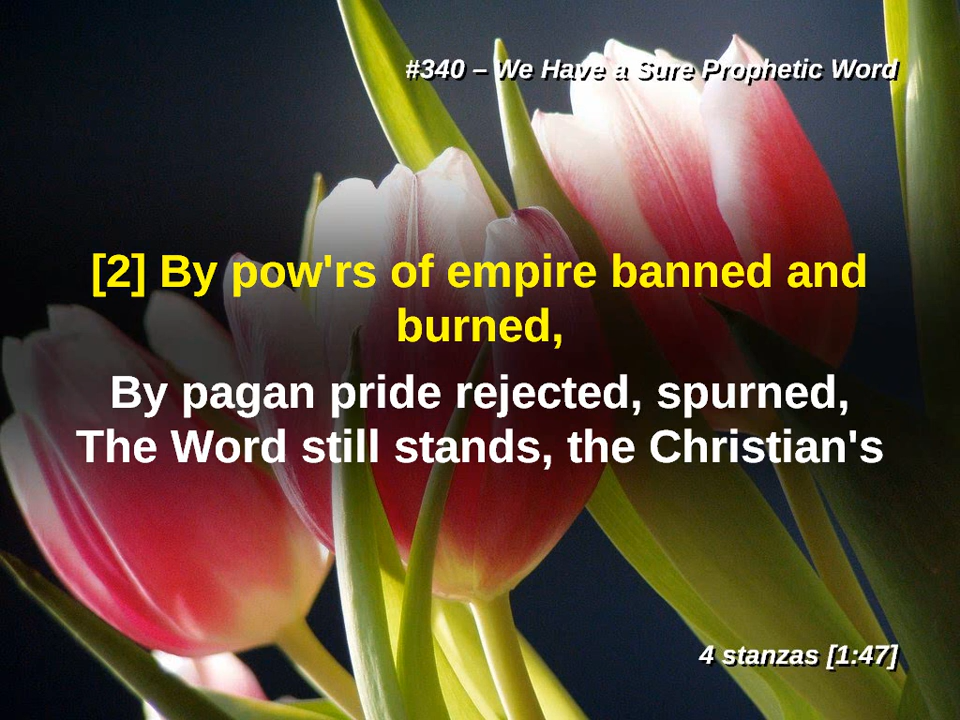 #340 – We Have a Sure Prophetic Word
[2] By pow'rs of empire banned and
burned,
By pagan pride rejected, spurned,
The Word still stands, the Christian's
4 stanzas [1:47]